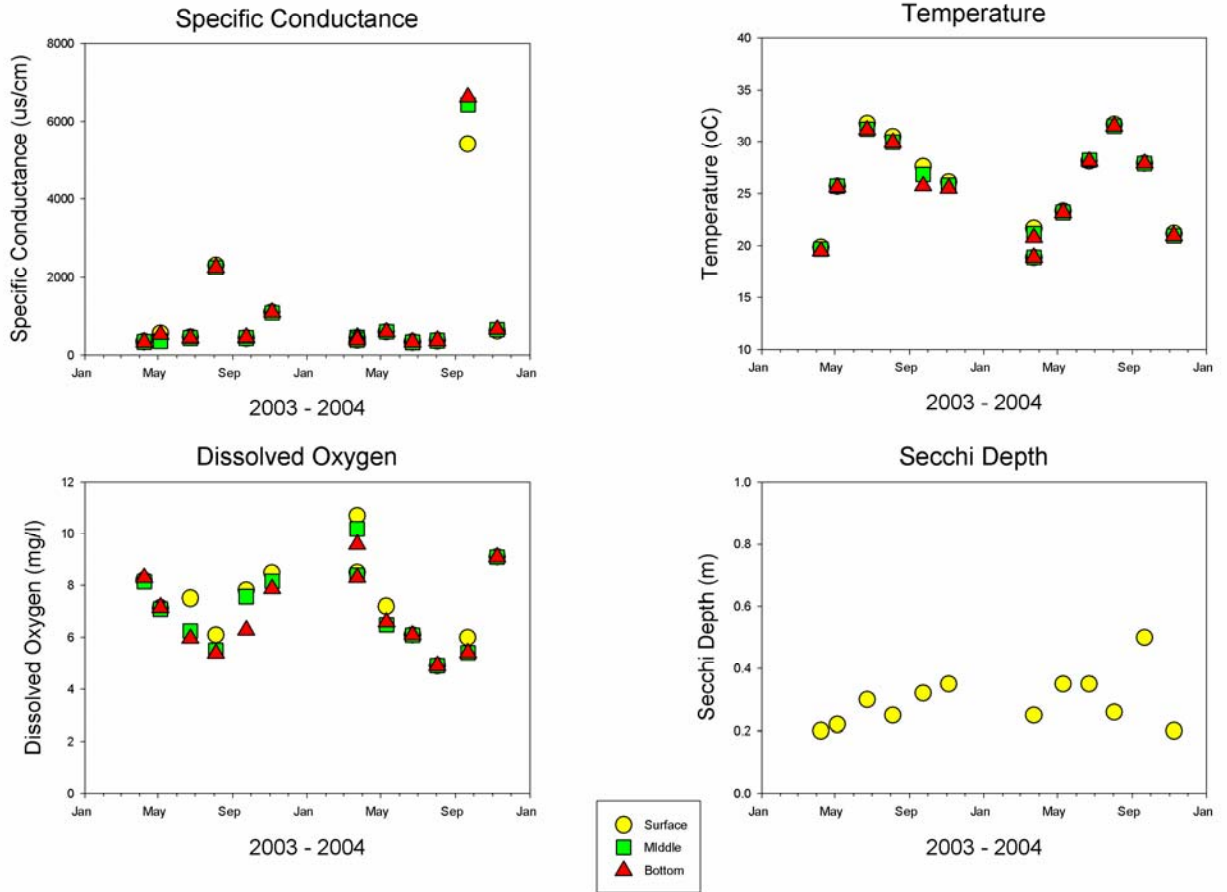 Specific Conductance
Specific Conductance (us/cm)
8000
6000
4000
2000
0
Jan May Sep Jan May Sep Jan
2003 - 2004
Temperature
Temperature (oC)
40
35
30
25
20
15
10
Jan May Sep Jan May Sep Jan
2003 - 2004
Dissolved Oxygen
Dissolved Oxygen (mg/l)
12
10
8
6
4
2
0
Jan May Sep Jan May Sep Jan
2003 - 2004
Secchi Depth
Secchi Depth (m)
1.0
0.8
0.6
0.4
0.2
0.0
Jan May Sep Jan May Sep Jan
2003 - 2004
Surface
MIddle
Bottom